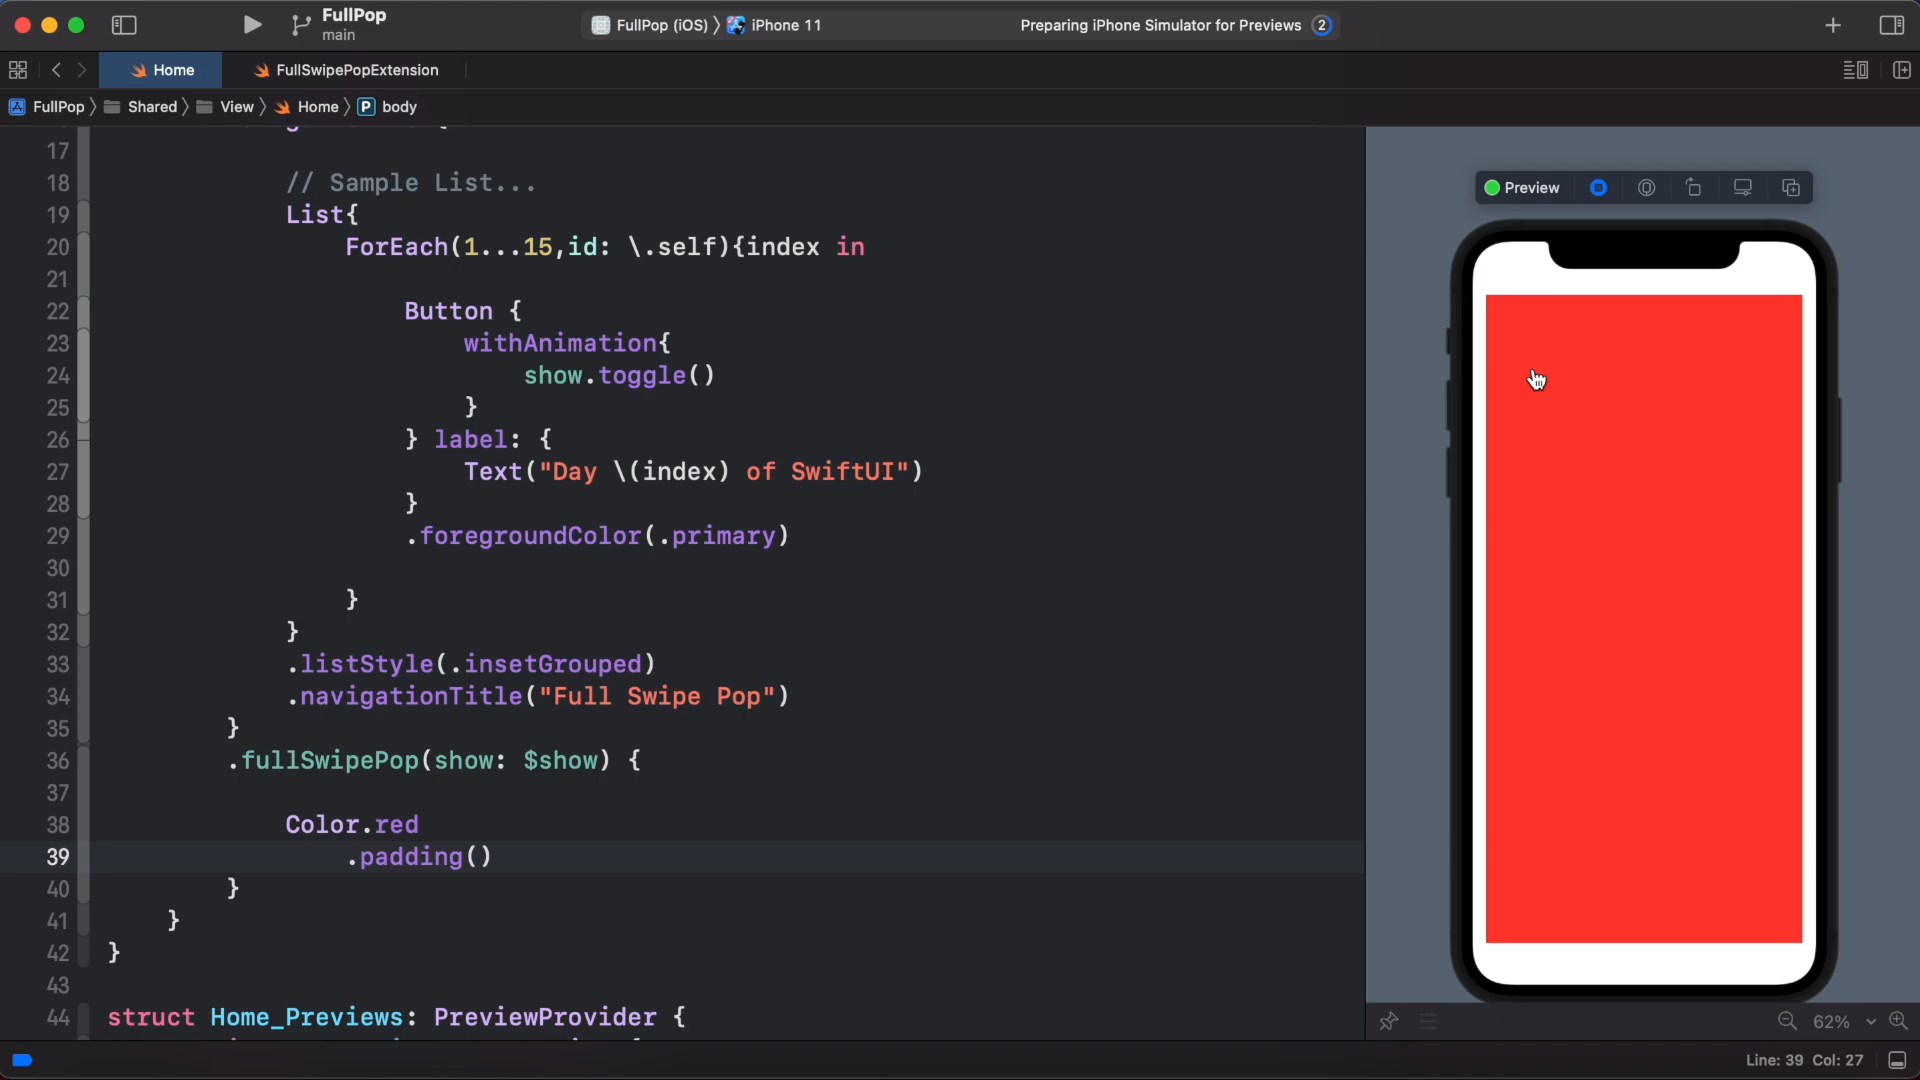 FullPop
main
FullPop (iOS) 〉 iPhone 11
Preparing iPhone Simulator for Previews 2
Home
FullSwipePopExtension
FullPop 〉 Shared 〉 View 〉 Home 〉 P body
17
18 // Sample List...
19 List{
20 ForEach(1...15,id: \.self){index in
21
22 Button {
23 withAnimation{
24 show.toggle()
25 }
26 } label: {
27 Text("Day \(index) of SwiftUI")
28 }
29 .foregroundColor(.primary)
30
31 }
32 }
33 .listStyle(.insetGrouped)
34 .navigationTitle("Full Swipe Pop")
35 }
36 .fullSwipePop(show: $show) {
37
38 Color.red
39 .padding()
40 }
41 }
42 }
43
44 struct Home_Previews: PreviewProvider {
Preview
62%
Line: 39 Col: 27